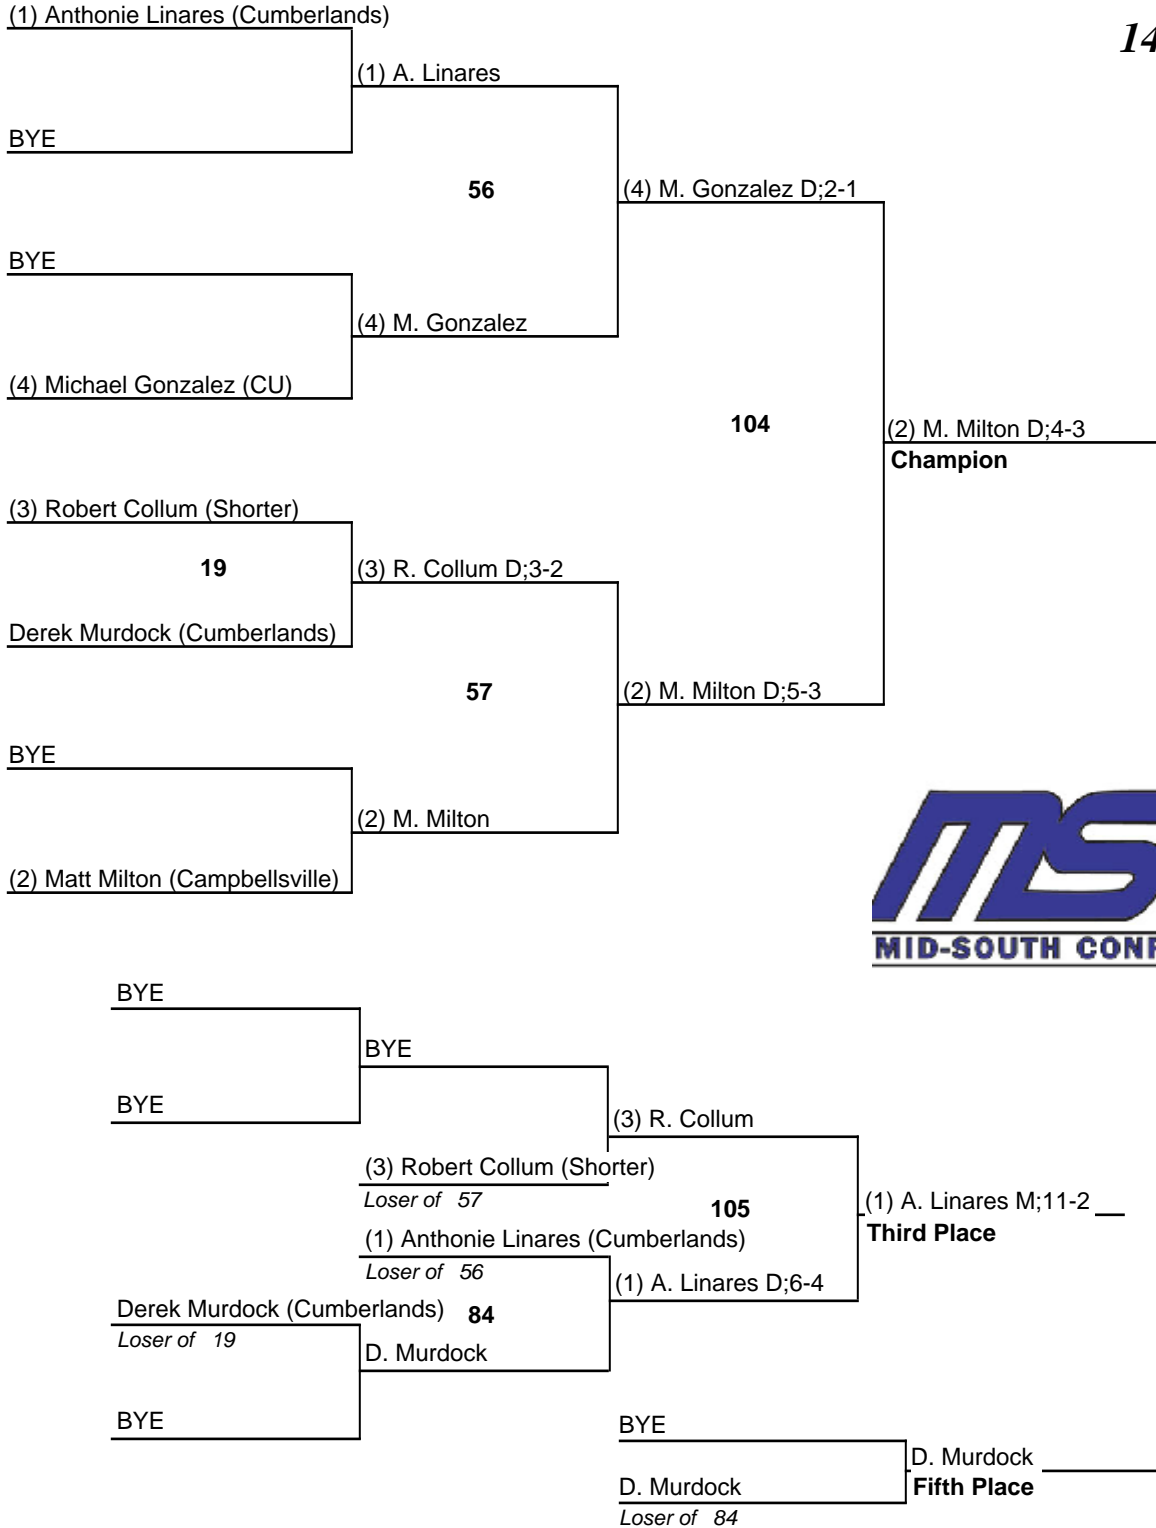 (1) Anthonie Linares (Cumberlands)
14
(1) A. Linares
BYE
56
(4) M. Gonzalez D;2-1
BYE
(4) M. Gonzalez
(4) Michael Gonzalez (CU)
104
(2) M. Milton D;4-3
Champion
(3) Robert Collum (Shorter)
19
(3) R. Collum D;3-2
Derek Murdock (Cumberlands)
57
(2) M. Milton D;5-3
BYE
(2) M. Milton
(2) Matt Milton (Campbellsville)
MS
MID-SOUTH CONF
BYE
BYE
BYE
(3) R. Collum
(3) Robert Collum (Shorter)
Loser of 57
105
(1) A. Linares M;11-2
Third Place
(1) Anthonie Linares (Cumberlands)
Loser of 56
(1) A. Linares D;6-4
Derek Murdock (Cumberlands)
84
Loser of 19
D. Murdock
BYE
BYE
D. Murdock
Fifth Place
D. Murdock
Loser of 84